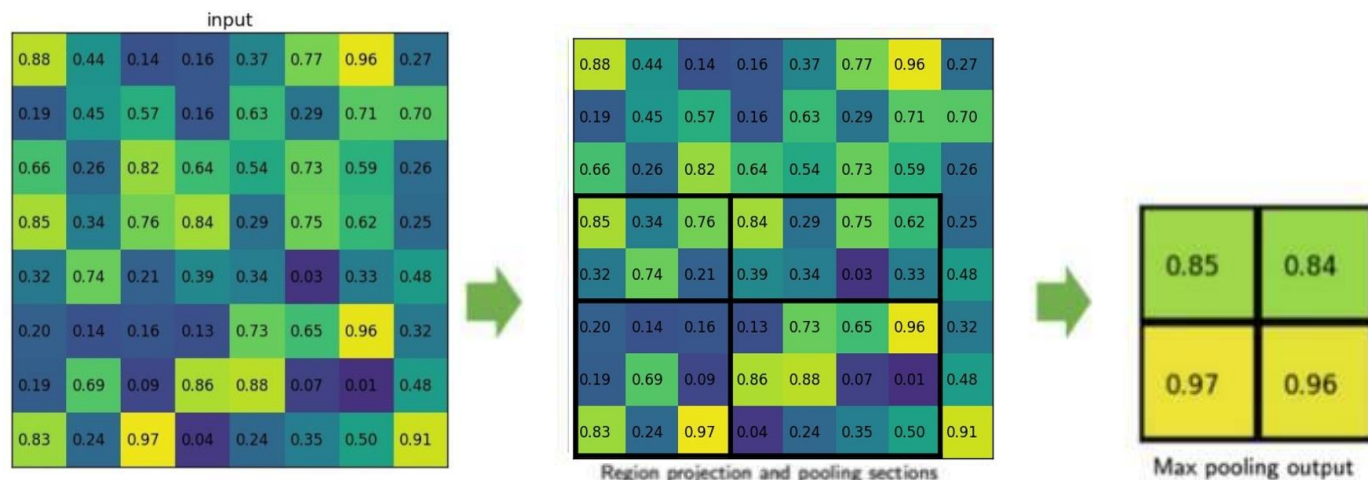 input
0.88 0.44 0.14 0.16 0.37 0.77 0.96 0.27
0.19 0.45 0.57 0.16 0.63 0.29 0.71 0.70
0.66 0.26 0.82 0.64 0.54 0.73 0.59 0.26
0.85 0.34 0.76 0.84 0.29 0.75 0.62 0.25
0.32 0.74 0.21 0.39 0.34 0.03 0.33 0.48
0.20 0.14 0.16 0.13 0.73 0.65 0.96 0.32
0.19 0.69 0.09 0.86 0.88 0.07 0.01 0.48
0.83 0.24 0.97 0.04 0.24 0.35 0.50 0.91
0.88 0.44 0.14 0.16 0.37 0.77 0.96 0.27
0.19 0.45 0.57 0.16 0.63 0.29 0.71 0.70
0.66 0.26 0.82 0.64 0.54 0.73 0.59 0.26
0.85 0.34 0.76 0.84 0.29 0.75 0.62 0.25
0.32 0.74 0.21 0.39 0.34 0.03 0.33 0.48
0.20 0.14 0.16 0.13 0.73 0.65 0.96 0.32
0.19 0.69 0.09 0.86 0.88 0.07 0.01 0.48
0.83 0.24 0.97 0.04 0.24 0.35 0.50 0.91
Region projection and pooling sections
0.85 0.84
0.97 0.96
Max pooling output